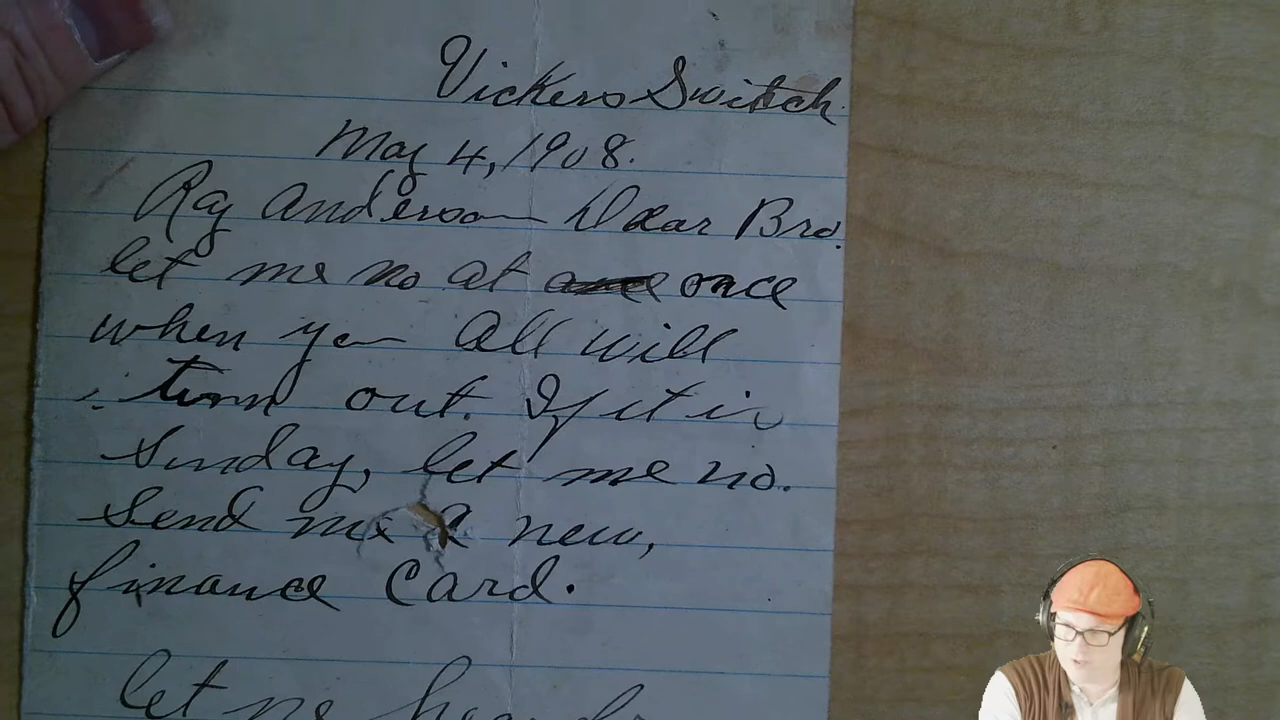 Vickers Switch.
May 4, 1908.
Ray Anderson Dear Bro.
let me no at once
when you all will
turn out. If it is
Sunday, let me no.
Send me a new,
finance Card.
let me hear